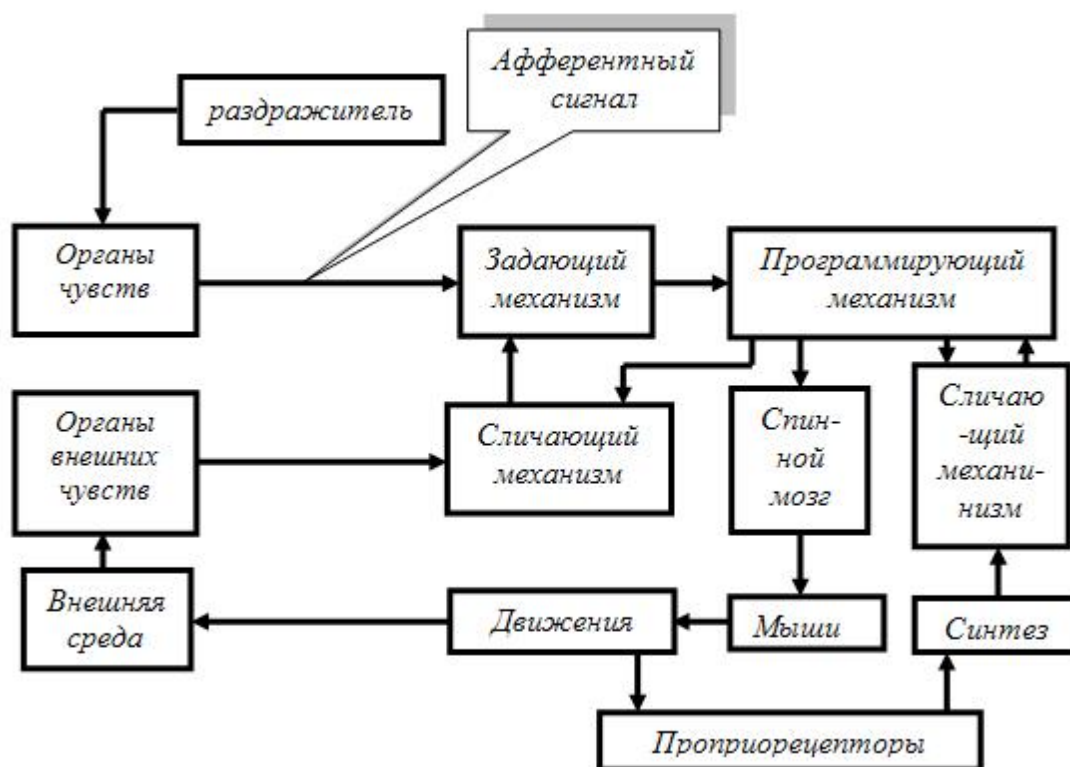 Афферентный
сигнал
раздражитель
Органы
чувств
Задающий
механизм
Программирующий
механизм
Органы
внешних
чувств
Сличающий
механизм
Спин-
ной
мозг
Сличаю
-щий
механи-
низм
Внешняя
среда
Движения
Мыши
Синтез
Проприорецепторы